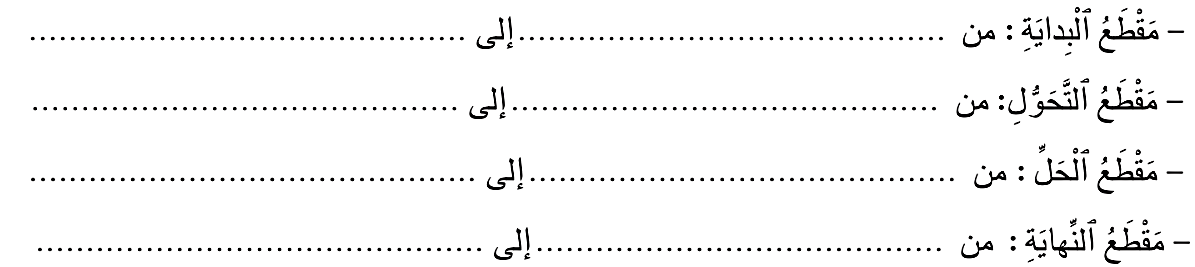 – مَقْطَعُ ٱلْبِدايَةِ : من ...........................................إلى ............................................
– مَقْطَعُ ٱلتَّحَوُّلِ: من ...........................................إلى ...........................................
– مَقْطَعُ ٱلْحَلِّ : من ...........................................إلى .............................................
– مَقْطَعُ ٱلنِّهايَةِ : من .........................................إلى .............................................